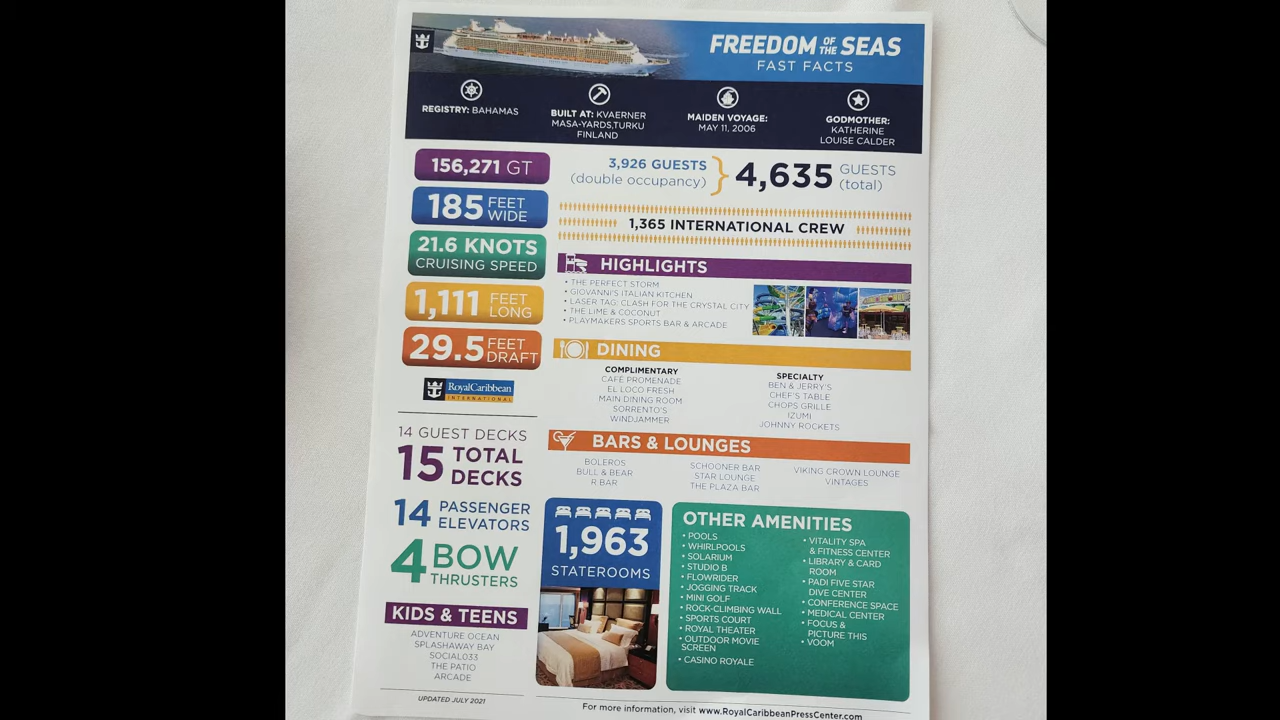 FREEDOM OF THE SEAS
FAST FACTS
REGISTRY: BAHAMAS
BUILT AT: KVAERNER
MASA-YARDS,TURKU
FINLAND
MAIDEN VOYAGE:
MAY 11, 2006
GODMOTHER:
KATHERINE
LOUISE CALDER
156,271 GT
185 FEET WIDE
21.6 KNOTS
CRUISING SPEED
1,111 FEET LONG
29.5 FEET DRAFT
RoyalCaribbean
INTERNATIONAL
14 GUEST DECKS
15 TOTAL DECKS
14 PASSENGER ELEVATORS
4 BOW THRUSTERS
KIDS & TEENS
ADVENTURE OCEAN
SPLASHAWAY BAY
SOCIAL033
THE PATIO
ARCADE
UPDATED JULY 2021
3,926 GUESTS
(double occupancy)
4,635 GUESTS (total)
1,365 INTERNATIONAL CREW
HIGHLIGHTS
• THE PERFECT STORM
• GIOVANNI'S ITALIAN KITCHEN
• LASER TAG: CLASH FOR THE CRYSTAL CITY
• THE LIME & COCONUT
• PLAYMAKERS SPORTS BAR & ARCADE
DINING
COMPLIMENTARY
CAFÉ PROMENADE
EL LOCO FRESH
MAIN DINING ROOM
SORRENTO'S
WINDJAMMER
SPECIALTY
BEN & JERRY'S
CHEF'S TABLE
CHOPS GRILLE
IZUMI
JOHNNY ROCKETS
BARS & LOUNGES
BOLEROS
BULL & BEAR
R BAR
SCHOONER BAR
STAR LOUNGE
THE PLAZA BAR
VIKING CROWN LOUNGE
VINTAGES
1,963
STATEROOMS
OTHER AMENITIES
• POOLS
• WHIRLPOOLS
• SOLARIUM
• STUDIO B
• FLOWRIDER
• JOGGING TRACK
• MINI GOLF
• ROCK-CLIMBING WALL
• SPORTS COURT
• ROYAL THEATER
• OUTDOOR MOVIE
SCREEN
• CASINO ROYALE
• VITALITY SPA
& FITNESS CENTER
• LIBRARY & CARD
ROOM
• PADI FIVE STAR
DIVE CENTER
• CONFERENCE SPACE
• MEDICAL CENTER
• FOCUS &
PICTURE THIS
• VOOM
For more information, visit www.RoyalCaribbeanPressCenter.com